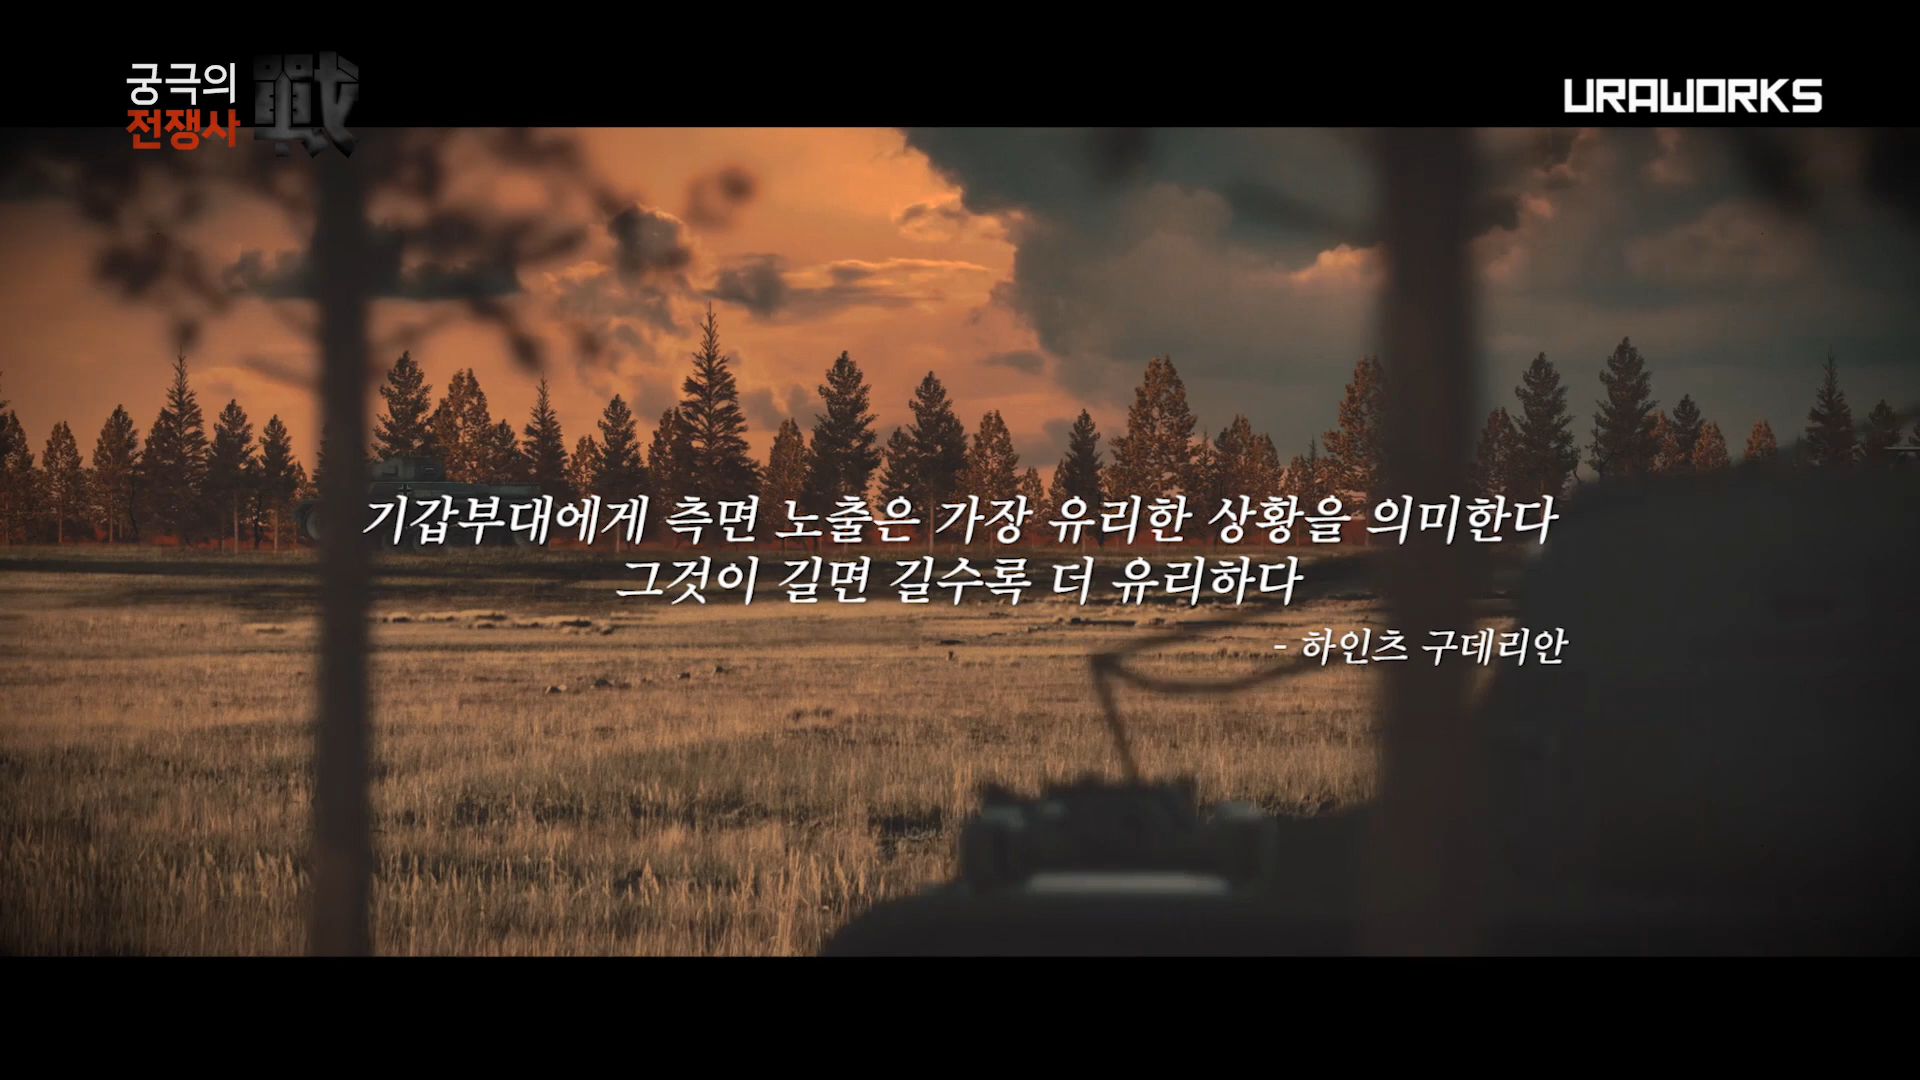 궁극의
전쟁사
戰
URAWORKS
기갑부대에게 측면 노출은 가장 유리한 상황을 의미한다
그것이 길면 길수록 더 유리하다
- 하인츠 구데리안